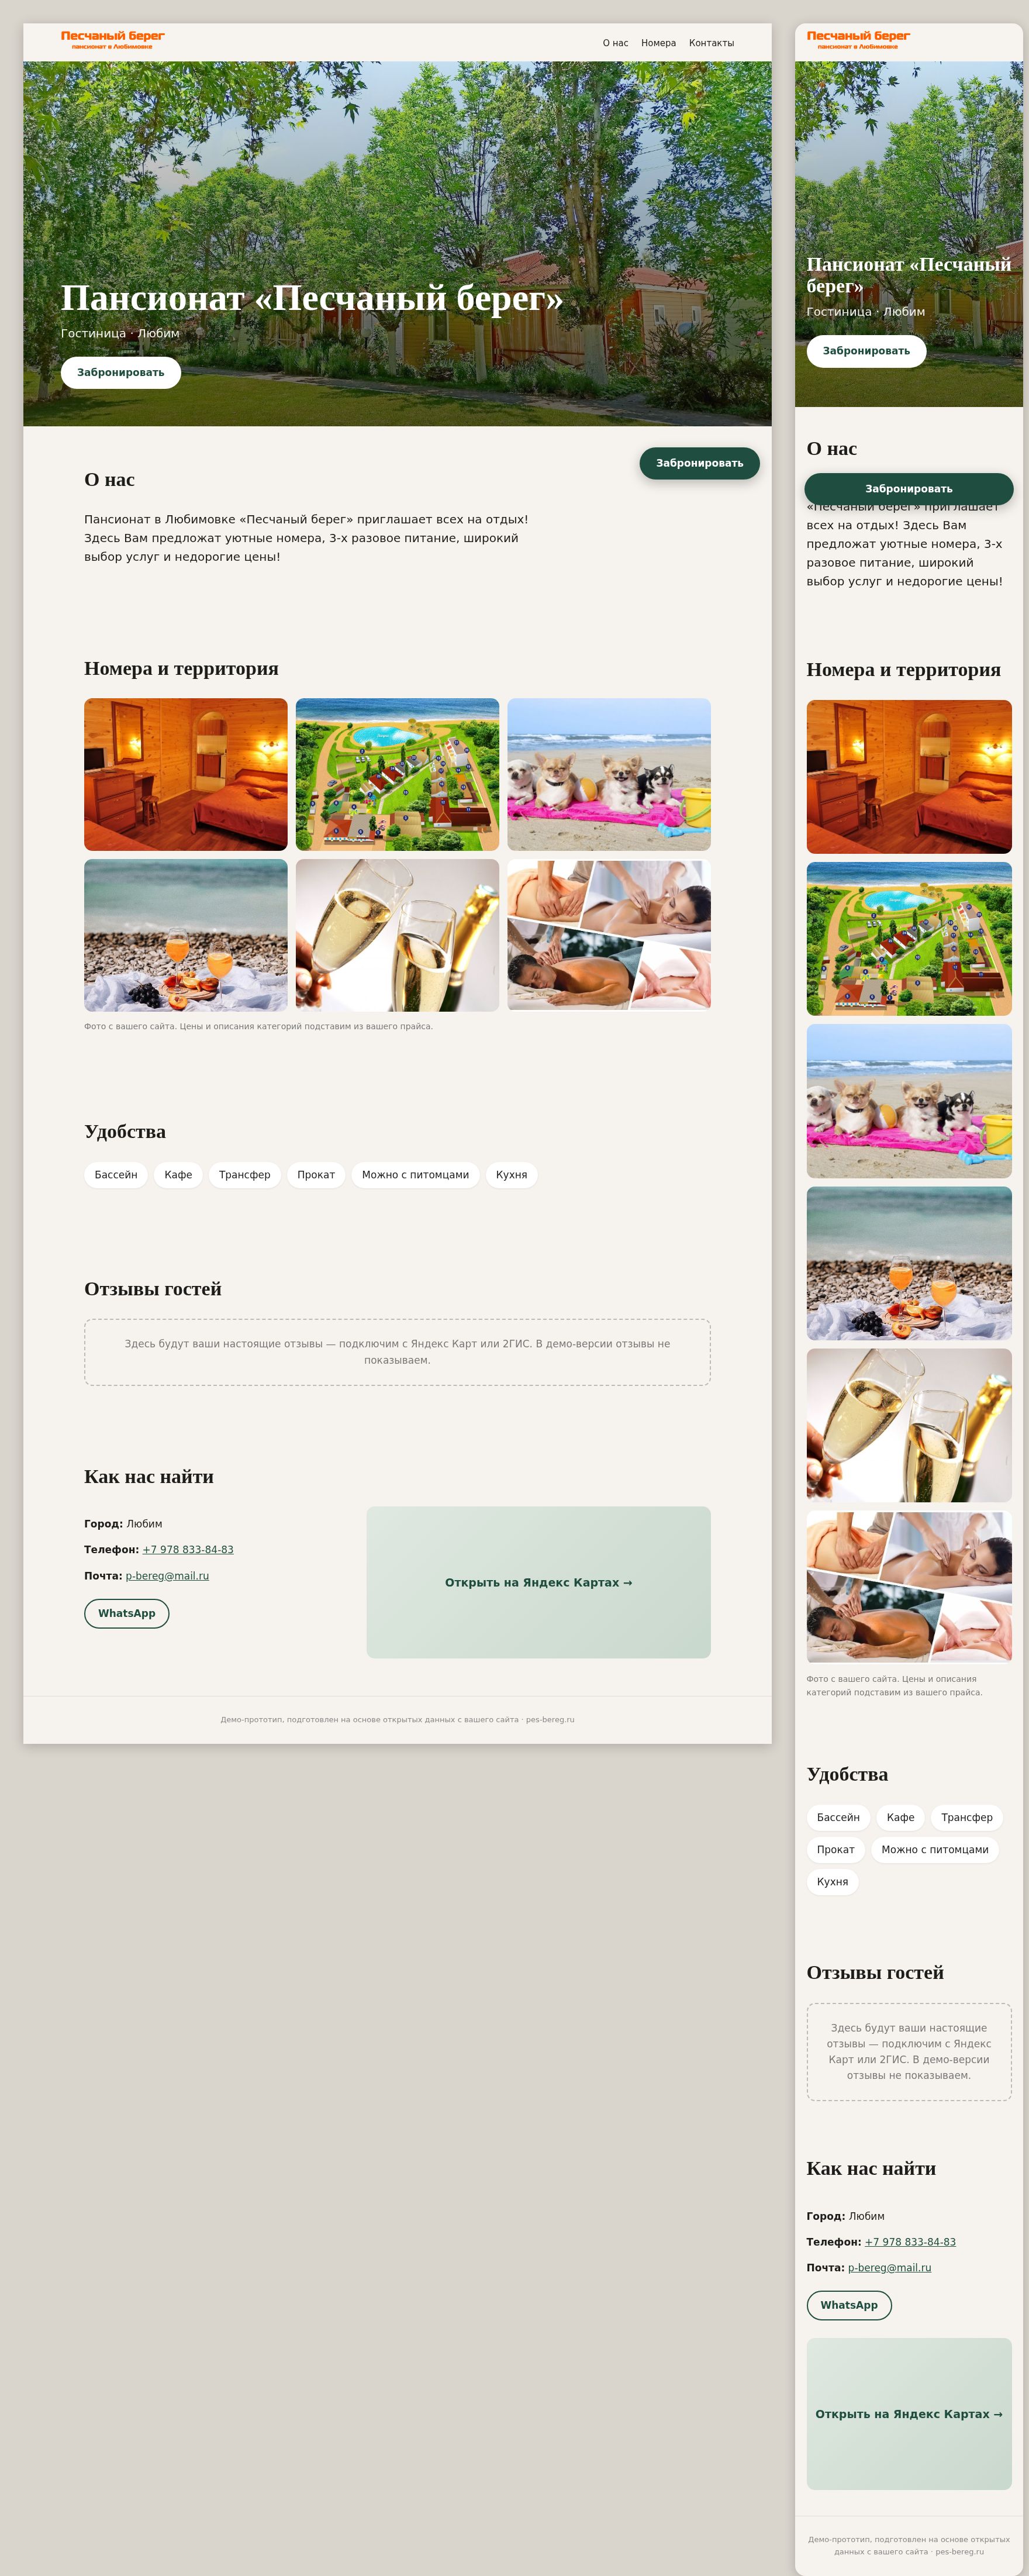 Песчаный берег
пансионат в Любимовке
О нас
Номера
Контакты
Пансионат «Песчаный берег»
Гостиница · Любим
Забронировать
Забронировать
О нас
Пансионат в Любимовке «Песчаный берег» приглашает всех на отдых!
Здесь Вам предложат уютные номера, 3-х разовое питание, широкий
выбор услуг и недорогие цены!
Номера и территория
Фото с вашего сайта. Цены и описания категорий подставим из вашего прайса.
Удобства
Бассейн
Кафе
Трансфер
Прокат
Можно с питомцами
Кухня
Отзывы гостей
Здесь будут ваши настоящие отзывы — подключим с Яндекс Карт или 2ГИС. В демо-версии отзывы не
показываем.
Как нас найти
Город: Любим
Телефон: +7 978 833-84-83
Почта: p-bereg@mail.ru
WhatsApp
Открыть на Яндекс Картах →
Демо-прототип, подготовлен на основе открытых данных с вашего сайта · pes-bereg.ru
Песчаный берег
пансионат в Любимовке
Пансионат «Песчаный
берег»
Гостиница · Любим
Забронировать
О нас
Забронировать
«Песчаный берег» приглашает
всех на отдых! Здесь Вам
предложат уютные номера, 3-х
разовое питание, широкий
выбор услуг и недорогие цены!
Номера и территория
Фото с вашего сайта. Цены и описания
категорий подставим из вашего прайса.
Удобства
Бассейн
Кафе
Трансфер
Прокат
Можно с питомцами
Кухня
Отзывы гостей
Здесь будут ваши настоящие
отзывы — подключим с Яндекс
Карт или 2ГИС. В демо-версии
отзывы не показываем.
Как нас найти
Город: Любим
Телефон: +7 978 833-84-83
Почта: p-bereg@mail.ru
WhatsApp
Открыть на Яндекс Картах →
Демо-прототип, подготовлен на основе открытых
данных с вашего сайта · pes-bereg.ru